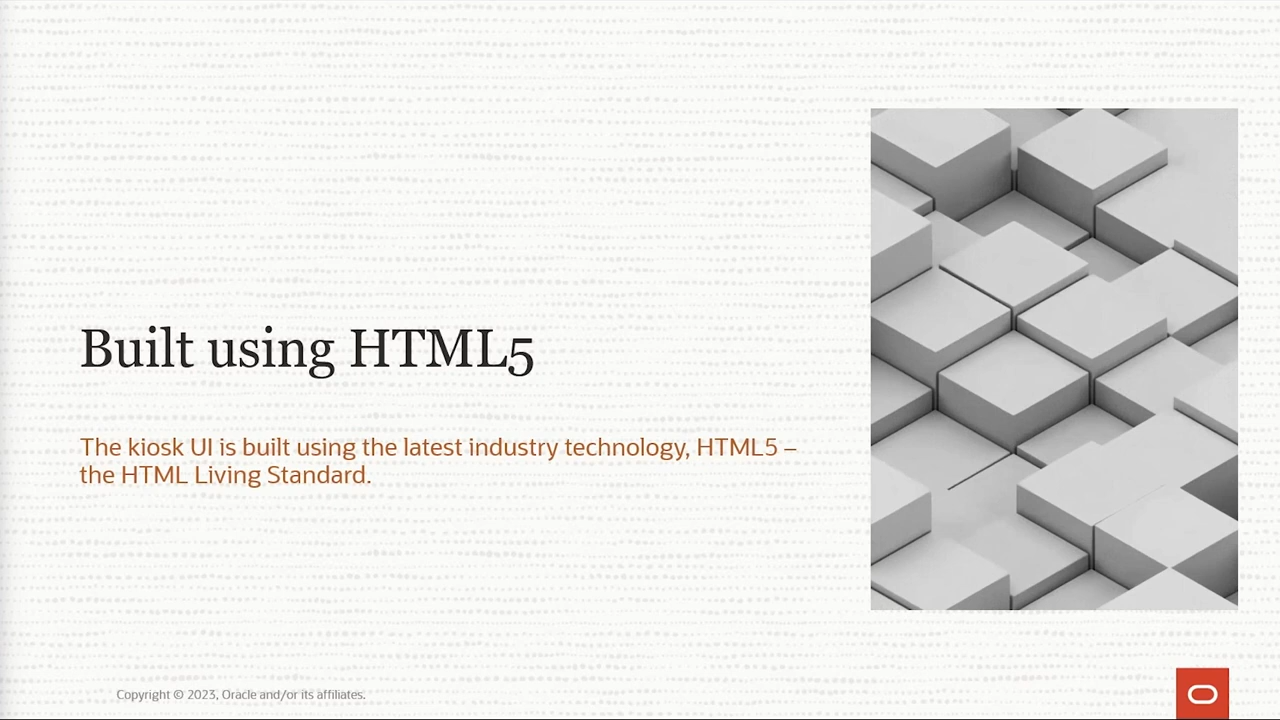 Built using HTML5
The kiosk UI is built using the latest industry technology, HTML5 –
the HTML Living Standard.
Copyright © 2023, Oracle and/or its affiliates.